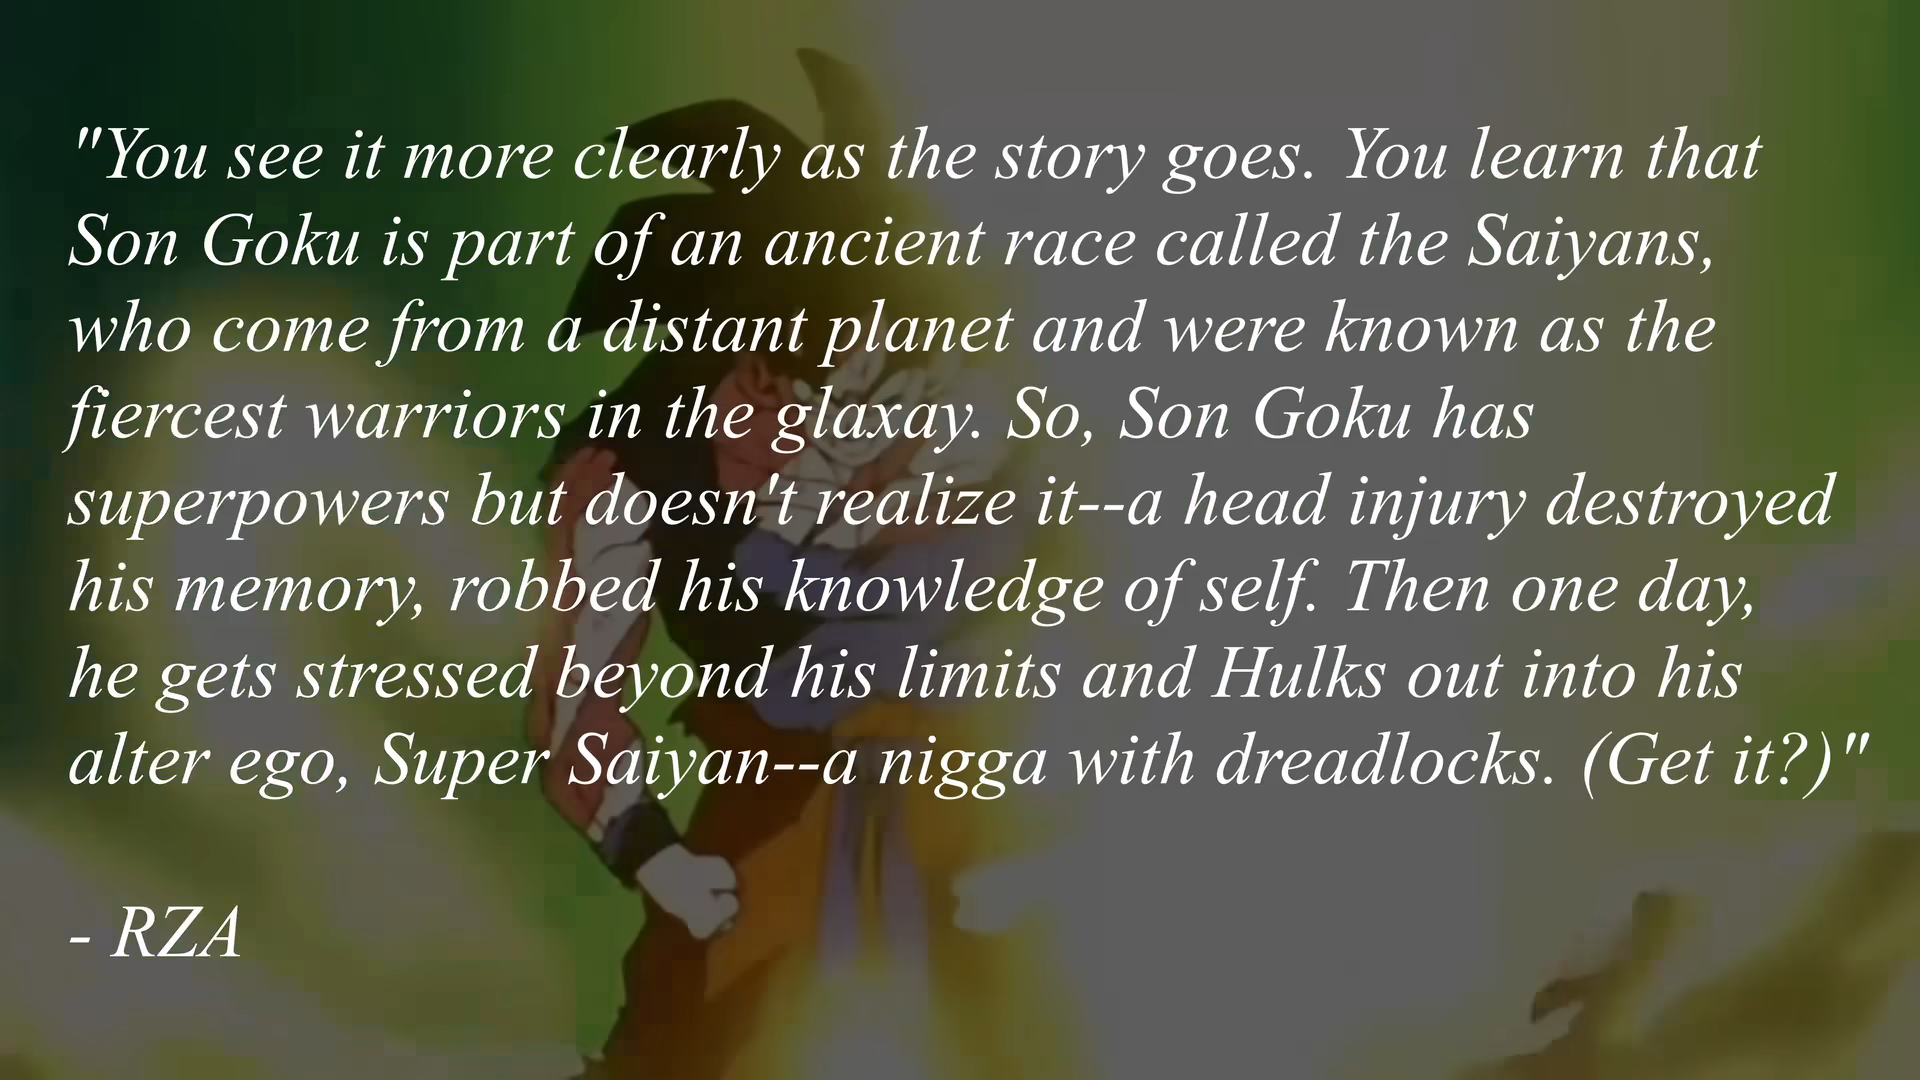 "You see it more clearly as the story goes. You learn that
Son Goku is part of an ancient race called the Saiyans,
who come from a distant planet and were known as the
fiercest warriors in the glaxay. So, Son Goku has
superpowers but doesn't realize it--a head injury destroyed
his memory, robbed his knowledge of self. Then one day,
he gets stressed beyond his limits and Hulks out into his
alter ego, Super Saiyan--a nigga with dreadlocks. (Get it?)"
- RZA